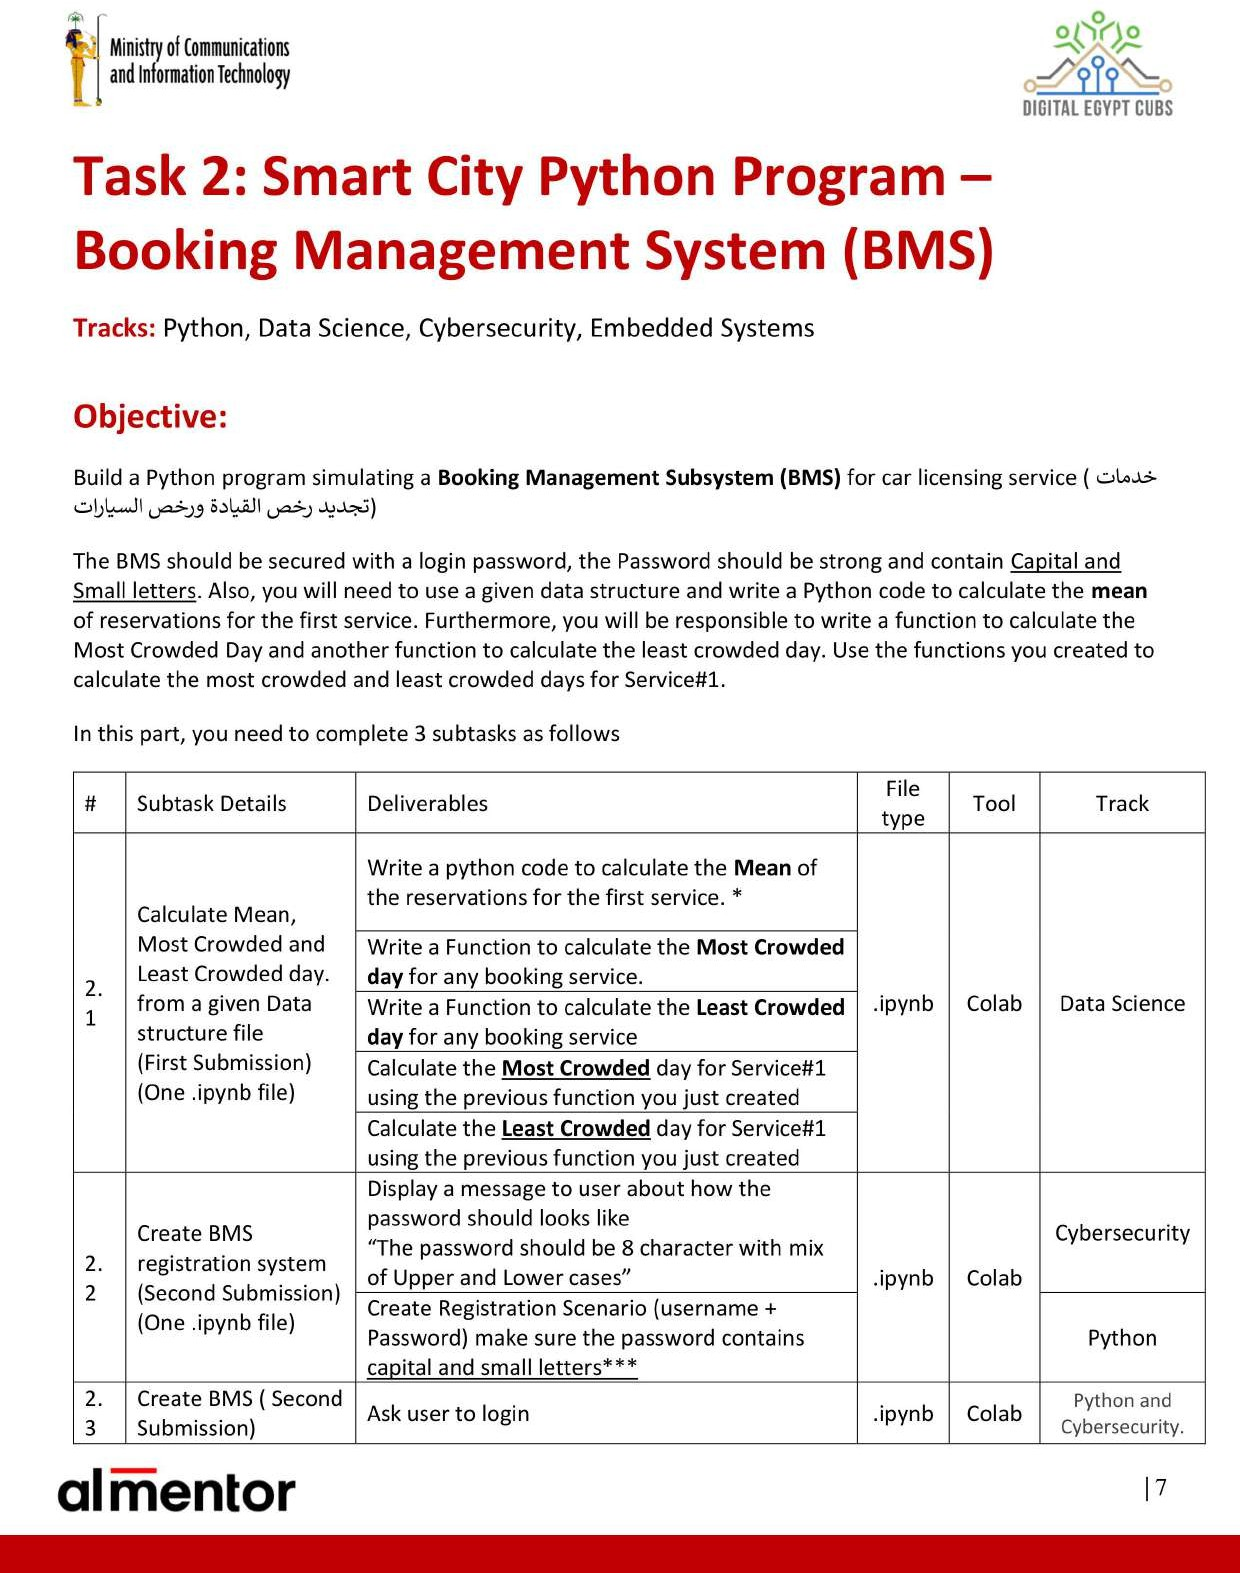 Ministry of Communications
and Information Technology
DIGITAL EGYPT CUBS
Task 2: Smart City Python Program –
Booking Management System (BMS)
Tracks: Python, Data Science, Cybersecurity, Embedded Systems
Objective:
Build a Python program simulating a Booking Management Subsystem (BMS) for car licensing service ( خدمات
تجديد رخص القيادة ورخص السيارات)
The BMS should be secured with a login password, the Password should be strong and contain Capital and
Small letters. Also, you will need to use a given data structure and write a Python code to calculate the mean
of reservations for the first service. Furthermore, you will be responsible to write a function to calculate the
Most Crowded Day and another function to calculate the least crowded day. Use the functions you created to
calculate the most crowded and least crowded days for Service#1.
In this part, you need to complete 3 subtasks as follows
# Subtask Details Deliverables File type Tool Track
2.
1
Calculate Mean,
Most Crowded and
Least Crowded day.
from a given Data
structure file
(First Submission)
(One .ipynb file)
Write a python code to calculate the Mean of
the reservations for the first service. *
Write a Function to calculate the Most Crowded
day for any booking service.
Write a Function to calculate the Least Crowded
day for any booking service
Calculate the Most Crowded day for Service#1
using the previous function you just created
Calculate the Least Crowded day for Service#1
using the previous function you just created
.ipynb
Colab
Data Science
2.
2
Create BMS
registration system
(Second Submission)
(One .ipynb file)
Display a message to user about how the
password should looks like
“The password should be 8 character with mix
of Upper and Lower cases”
Create Registration Scenario (username +
Password) make sure the password contains
capital and small letters***
.ipynb
Colab
Cybersecurity
Python
2.
3
Create BMS ( Second
Submission)
Ask user to login
.ipynb
Colab
Python and
Cybersecurity.
almentor
|7